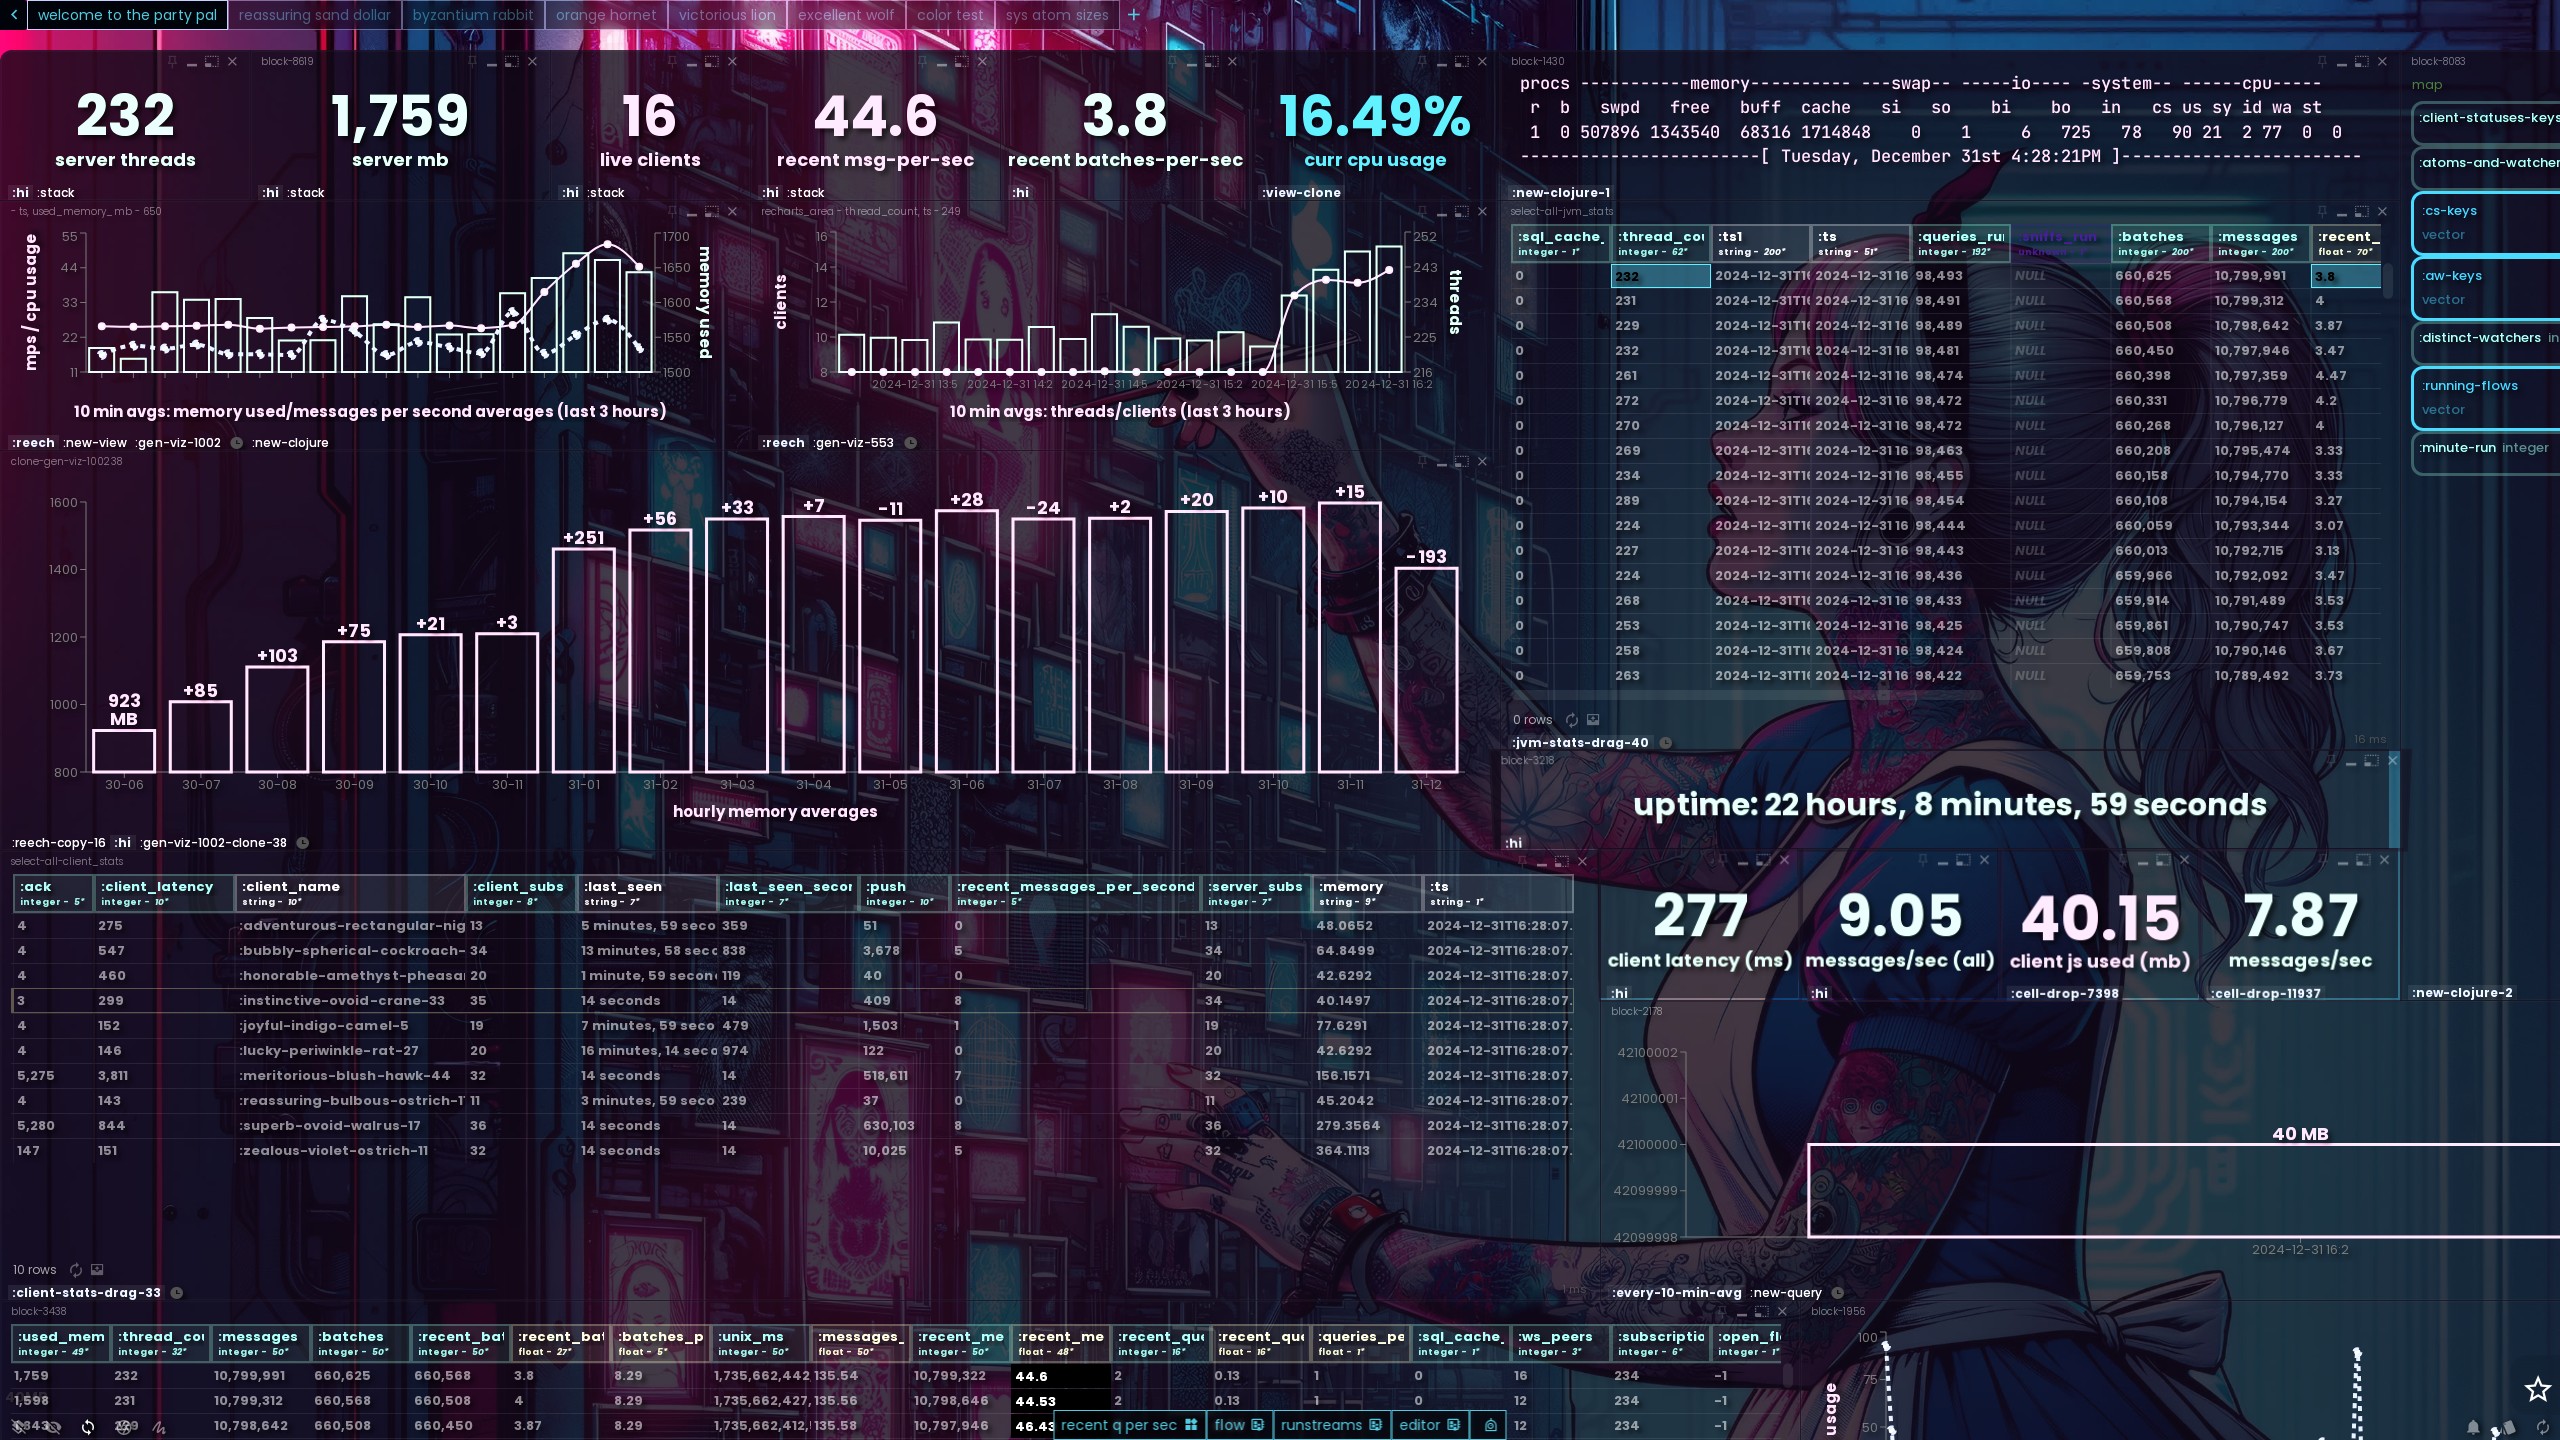 welcome to the party pal
reassuring sand dollar
byzantium rabbit
orange hornet
victorious lion
excellent wolf
color test
sys atom sizes
+
block-8619
232
server threads
1,759
server mb
16
live clients
44.6
recent msg-per-sec
3.8
recent batches-per-sec
16.49%
curr cpu usage
:hi :stack
:hi :stack
:hi :stack
:hi :stack
:hi
:view-clone
block-1430
procs -----------memory---------- ---swap-- -----io---- -system-- ------cpu-----
r b swpd free buff cache si so bi bo in cs us sy id wa st
1 0 507896 1343540 68316 1714848 0 1 6 725 78 90 21 2 77 0 0
------------------------[ Tuesday, December 31st 4:28:21PM ]------------------------
:new-clojure-1
block-8083
map
:client-statuses-keys
:atoms-and-watcher
:cs-keys
vector
:aw-keys
vector
:distinct-watchers in
:running-flows
vector
:minute-run integer
- ts, used_memory_mb - 650
mps / cpu usage
55
44
33
22
11
1700
1650
1600
1550
1500
memory used
10 min avgs: memory used/messages per second averages (last 3 hours)
:reech :new-view :gen-viz-1002 :new-clojure
recharts_area - thread_count, ts - 249
clients
16
14
12
10
8
252
243
234
225
216
threads
2024-12-31 13:5 2024-12-31 14:2 2024-12-31 14:5 2024-12-31 15:2 2024-12-31 15:5 2024-12-31 16:2
10 min avgs: threads/clients (last 3 hours)
:reech :gen-viz-553
clone-gen-viz-100238
1600
1400
1200
1000
800
923 MB
+85
+103
+75
+21
+3
+251
+56
+33
+7
-11
+28
-24
+2
+20
+10
+15
-193
30-06 30-07 30-08 30-09 30-10 30-11 31-01 31-02 31-03 31-04 31-05 31-06 31-07 31-08 31-09 31-10 31-11 31-12
hourly memory averages
:reech-copy-16 :hi :gen-viz-1002-clone-38
select-all-jvm_stats
:sql_cache_ :thread_cou :ts1 :ts :queries_ru :sniffs_run :batches :messages :recent_
integer - 1* integer - 62* string - 200* string - 51* integer - 192* integer - 200* integer - 200* float - 70*
0 232 2024-12-31T16 2024-12-31 16 98,493 NULL 660,625 10,799,991 3.8
0 231 2024-12-31T16 2024-12-31 16 98,491 NULL 660,568 10,799,312 4
0 229 2024-12-31T16 2024-12-31 16 98,489 NULL 660,508 10,798,642 3.87
0 232 2024-12-31T16 2024-12-31 16 98,481 NULL 660,450 10,797,946 3.47
0 261 2024-12-31T16 2024-12-31 16 98,474 NULL 660,398 10,797,359 4.47
0 272 2024-12-31T16 2024-12-31 16 98,472 NULL 660,331 10,796,779 4.2
0 270 2024-12-31T16 2024-12-31 16 98,472 NULL 660,268 10,796,127 4
0 269 2024-12-31T16 2024-12-31 16 98,463 NULL 660,208 10,795,474 3.33
0 234 2024-12-31T16 2024-12-31 16 98,455 NULL 660,158 10,794,770 3.33
0 289 2024-12-31T16 2024-12-31 16 98,454 NULL 660,108 10,794,154 3.27
0 224 2024-12-31T16 2024-12-31 16 98,444 NULL 660,059 10,793,344 3.07
0 227 2024-12-31T16 2024-12-31 16 98,443 NULL 660,013 10,792,715 3.13
0 224 2024-12-31T16 2024-12-31 16 98,436 NULL 659,966 10,792,092 3.47
0 268 2024-12-31T16 2024-12-31 16 98,433 NULL 659,914 10,791,489 3.53
0 253 2024-12-31T16 2024-12-31 16 98,425 NULL 659,861 10,790,747 3.53
0 258 2024-12-31T16 2024-12-31 16 98,424 NULL 659,808 10,790,146 3.67
0 263 2024-12-31T16 2024-12-31 16 98,422 NULL 659,753 10,789,492 3.73
0 rows
:jvm-stats-drag-40
16 ms
block-3218
uptime: 22 hours, 8 minutes, 59 seconds
:hi
277
client latency (ms)
:hi
9.05
messages/sec (all)
:hi
40.15
client js used (mb)
:cell-drop-7398
7.87
messages/sec
:cell-drop-11937
:new-clojure-2
select-all-client_stats
:ack :client_latency :client_name :client_subs :last_seen :last_seen_secor :push :recent_messages_per_second :server_subs :memory :ts
integer - 5* integer - 10* string - 10* integer - 8* string - 7* integer - 7* integer - 10* integer - 5* integer - 7* string - 9* string - 1*
4 275 :adventurous-rectangular-nig 13 5 minutes, 59 seco 359 51 0 13 48.0652 2024-12-31T16:28:07.
4 547 :bubbly-spherical-cockroach- 34 13 minutes, 58 seco 838 3,678 5 34 64.8499 2024-12-31T16:28:07.
4 460 :honorable-amethyst-pheasa 20 1 minute, 59 secon 119 40 0 20 42.6292 2024-12-31T16:28:07.
3 299 :instinctive-ovoid-crane-33 35 14 seconds 14 409 8 34 40.1497 2024-12-31T16:28:07.
4 152 :joyful-indigo-camel-5 19 7 minutes, 59 seco 479 1,503 1 19 77.6291 2024-12-31T16:28:07.
4 146 :lucky-periwinkle-rat-27 20 16 minutes, 14 seco 974 122 0 20 42.6292 2024-12-31T16:28:07.
5,275 3,811 :meritorious-blush-hawk-44 32 14 seconds 14 518,611 7 32 156.1571 2024-12-31T16:28:07.
4 143 :reassuring-bulbous-ostrich-1 11 3 minutes, 59 seco 239 37 0 11 45.2042 2024-12-31T16:28:07.
5,280 844 :superb-ovoid-walrus-17 36 14 seconds 14 630,103 8 36 279.3564 2024-12-31T16:28:07.
147 151 :zealous-violet-ostrich-11 32 14 seconds 14 10,025 5 32 364.1113 2024-12-31T16:28:07.
10 rows
1 ms
:client-stats-drag-33
block-2178
42100002
42100001
42100000
42099999
42099998
40 MB
2024-12-31 16:2
:every-10-min-avg :new-query
block-3438
:used_mem :thread_cou :messages :batches :recent_bat :recent_bat :batches_p :unix_ms :messages_ :recent_me :recent_me :recent_que :recent_que :queries_pe :sql_cache_ :ws_peers :subscriptio :open_fl
integer - 49* integer - 32* integer - 50* integer - 50* integer - 50* float - 27* float - 5* integer - 50* float - 50* integer - 50* float - 48* integer - 16* float - 16* float - 1* integer - 1* integer - 3* integer - 6* integer - 1*
1,759 232 10,799,991 660,625 660,568 3.8 8.29 1,735,662,442 135.54 10,799,322 44.6 2 0.13 1 0 16 234 -1
1,598 231 10,799,312 660,568 660,508 4 8.29 1,735,662,427, 135.56 10,798,646 44.53 2 0.13 1 0 12 234 -1
10,798,642 660,508 660,450 3.87 8.29 1,735,662,412, 135.58 10,797,946 46.43 12 234 -1
recent q per sec
flow
runstreams
editor
block-1956
100
75
50
usage